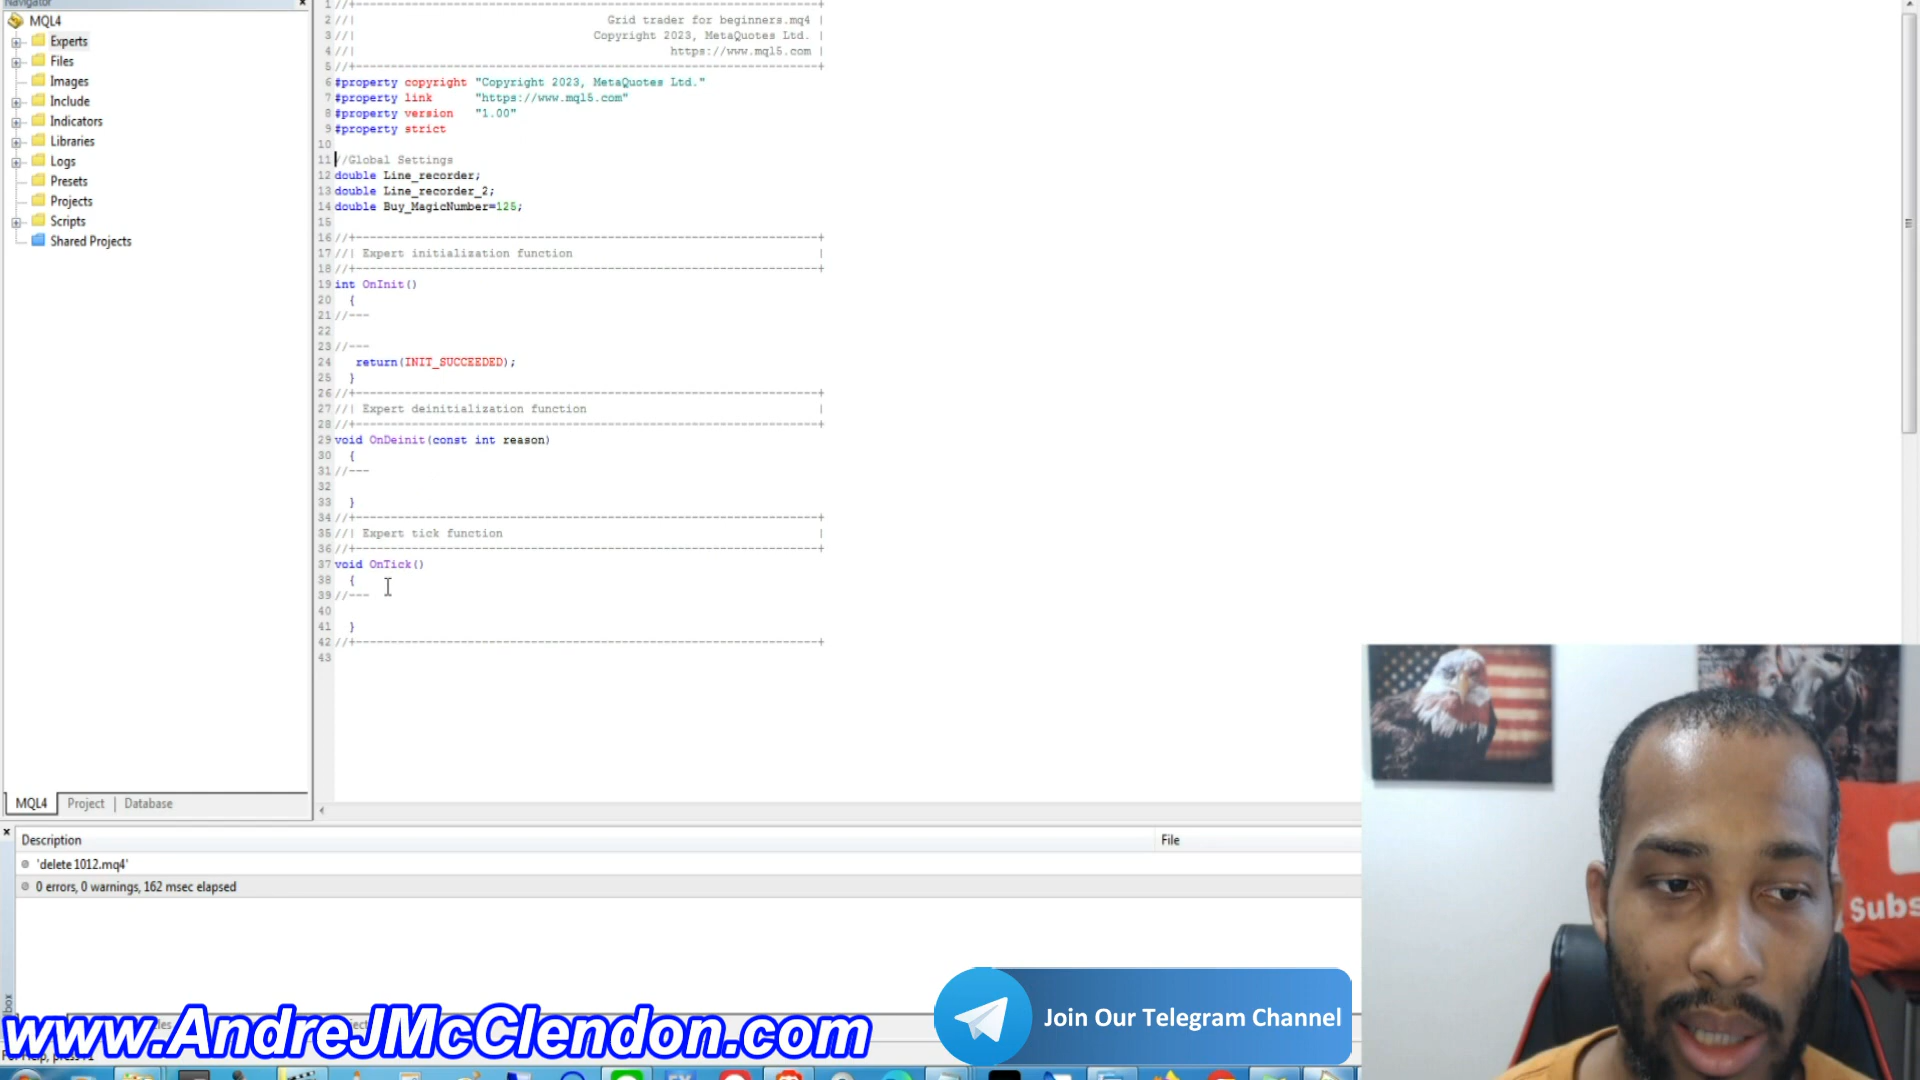 Navigator
MQL4
Experts
Files
Images
Include
Indicators
Libraries
Logs
Presets
Projects
Scripts
Shared Projects
MQL4
Project
Database
1 //+------------------------------------------------------------------+
2 //| Grid trader for beginners.mq4 |
3 //| Copyright 2023, MetaQuotes Ltd. |
4 //| https://www.mql5.com |
5 //+------------------------------------------------------------------+
6 #property copyright "Copyright 2023, MetaQuotes Ltd."
7 #property link "https://www.mql5.com"
8 #property version "1.00"
9 #property strict
10
11 //Global Settings
12 double Line_recorder;
13 double Line_recorder_2;
14 double Buy_MagicNumber=125;
15
16 //+------------------------------------------------------------------+
17 //| Expert initialization function |
18 //+------------------------------------------------------------------+
19 int OnInit()
20 {
21 //---
22
23 //---
24 return(INIT_SUCCEEDED);
25 }
26 //+------------------------------------------------------------------+
27 //| Expert deinitialization function |
28 //+------------------------------------------------------------------+
29 void OnDeinit(const int reason)
30 {
31 //---
32
33 }
34 //+------------------------------------------------------------------+
35 //| Expert tick function |
36 //+------------------------------------------------------------------+
37 void OnTick()
38 {
39 //---
40
41 }
42 //+------------------------------------------------------------------+
43
Description
File
'delete 1012.mq4'
0 errors, 0 warnings, 162 msec elapsed
www.AndreJMcClendon.com
Join Our Telegram Channel
Subs